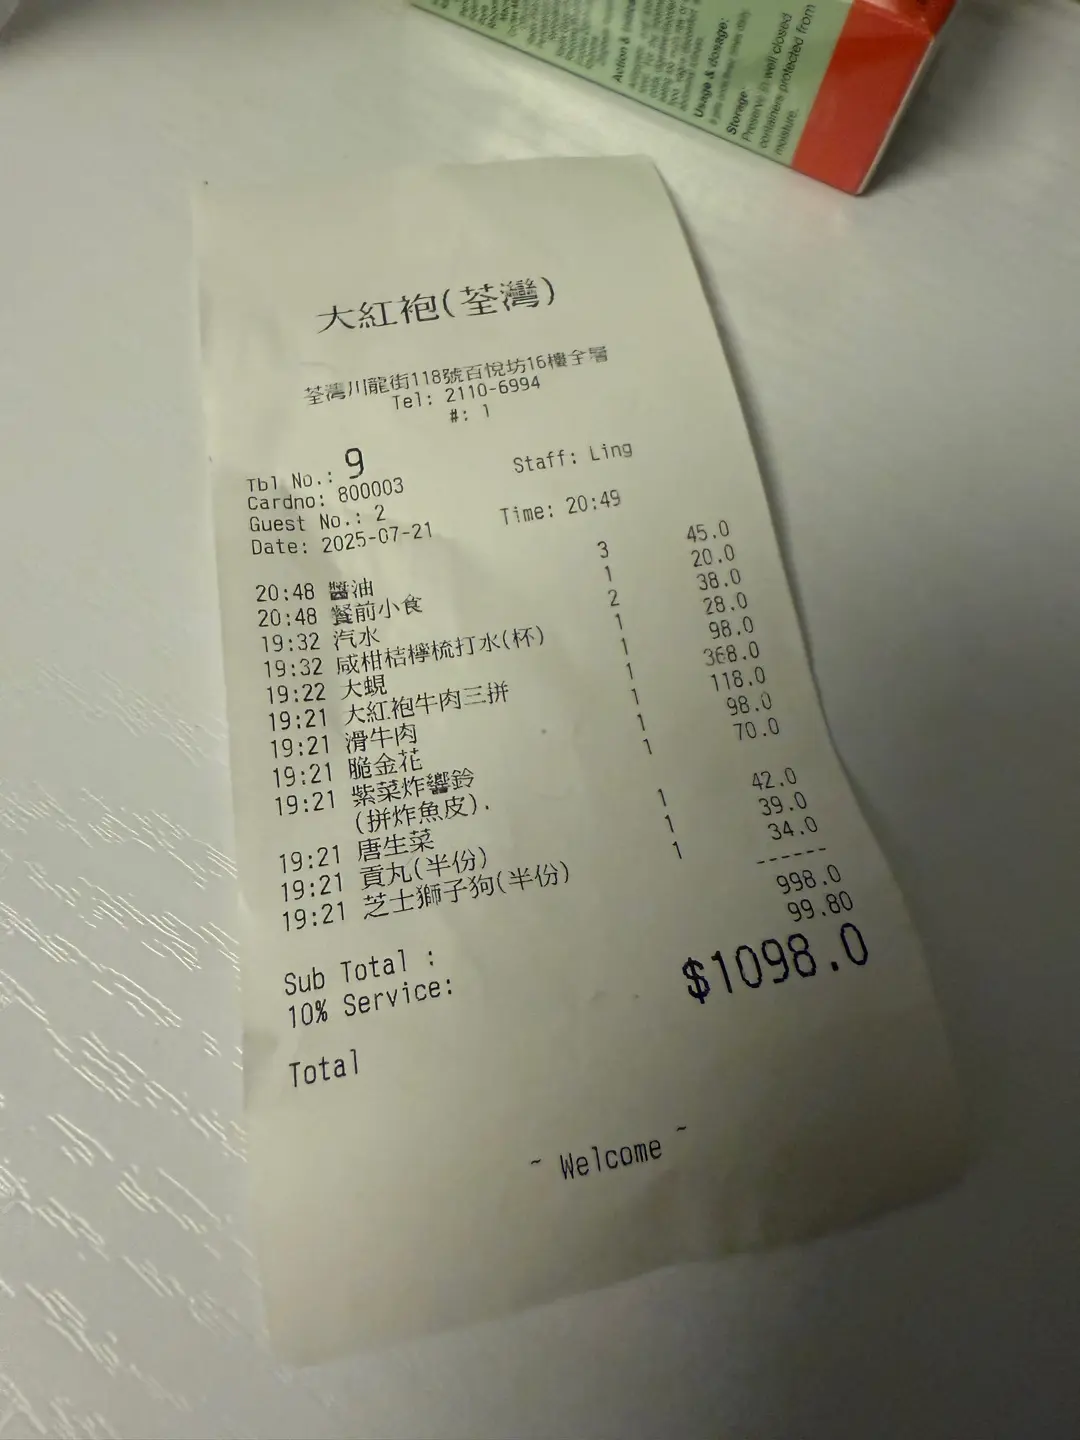 Action &
Usage & dosage:
Storage:
Preserve in well closed
containers protected from
moisture.
大紅袍(荃灣)
荃灣川龍街118號百悅坊16樓全層
Tel: 2110-6994
#: 1
Tbl No.: 9 Staff: Ling
Cardno: 800003
Guest No.: 2
Date: 2025-07-21 Time: 20:49
20:48 醬油 3 45.0
20:48 餐前小食 1 20.0
19:32 汽水 2 38.0
19:32 咸柑桔檸梳打水(杯) 1 28.0
19:22 大蜆 1 98.0
19:21 大紅袍牛肉三拼 1 368.0
19:21 滑牛肉 1 118.0
19:21 脆金花 1 98.0
19:21 紫菜炸響鈴 1 70.0
(拼炸魚皮).
19:21 唐生菜 1 42.0
19:21 貢丸(半份) 1 39.0
19:21 芝士獅子狗(半份) 1 34.0
------
Sub Total : 998.0
10% Service: 99.80
Total $1098.0
~ Welcome ~